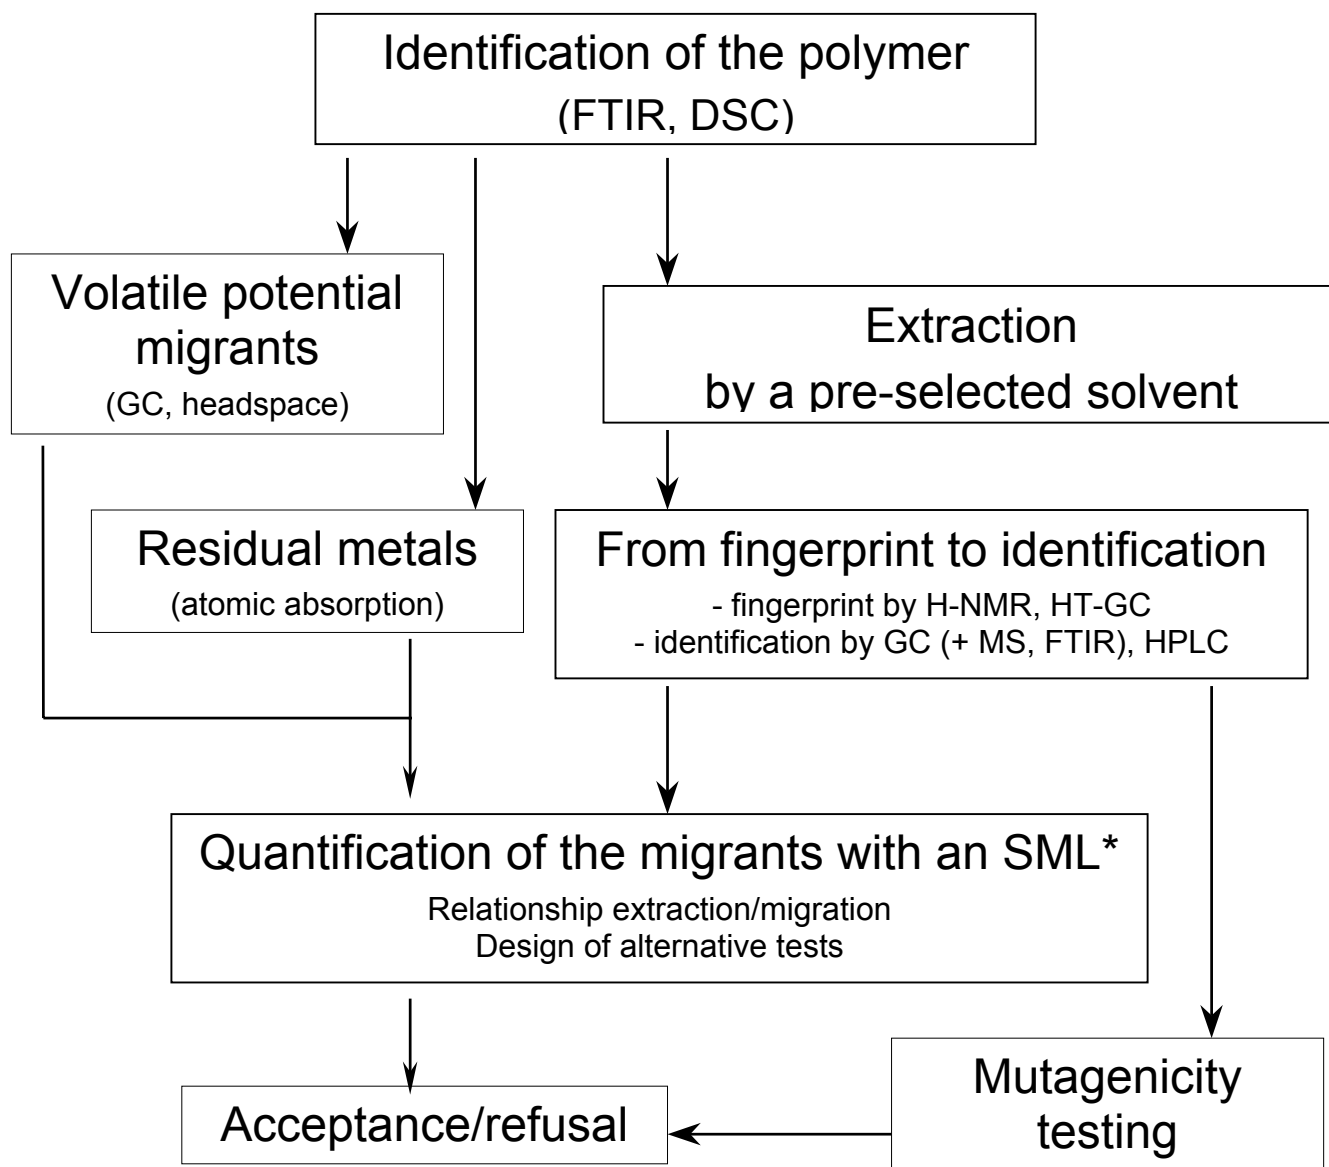 Identification of the polymer
(FTIR, DSC)
Volatile potential
migrants
(GC, headspace)
Extraction
by a pre-selected solvent
Residual metals
(atomic absorption)
From fingerprint to identification
- fingerprint by H-NMR, HT-GC
- identification by GC (+ MS, FTIR), HPLC
Quantification of the migrants with an SML*
Relationship extraction/migration
Design of alternative tests
Mutagenicity
testing
Acceptance/refusal